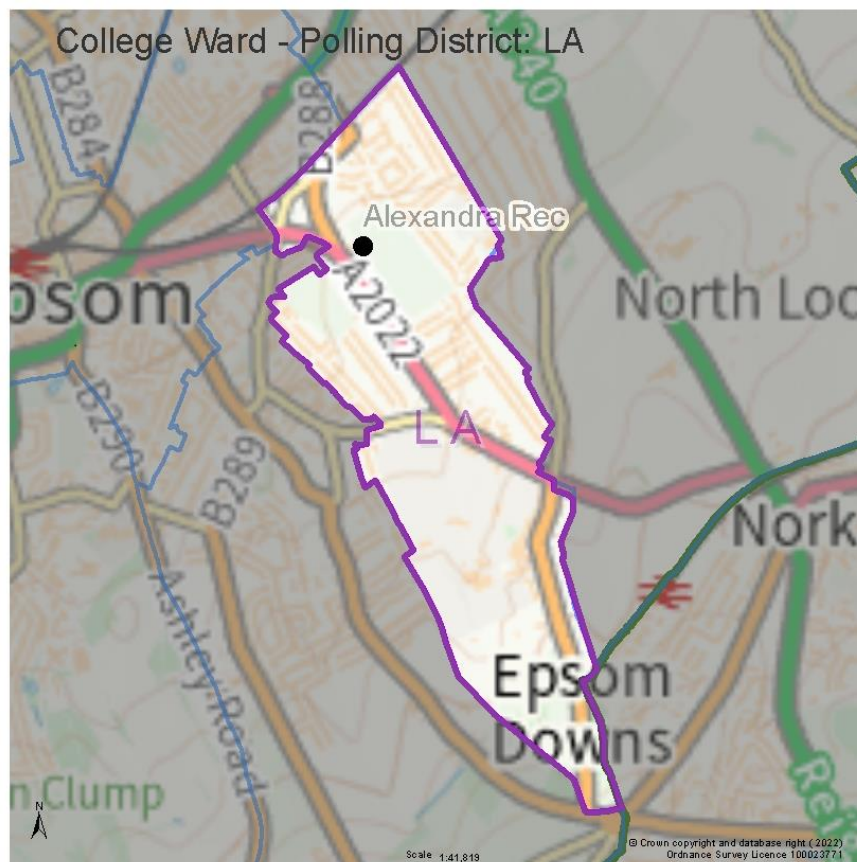 College Ward - Polling District: LA
B284
B288
A240
Alexandra Rec
psom
A2022
North Loo
B290
LA
B289
Nork
Ashley Road
Epsom
Downs
n Clump
Rei
N
Scale 1:41,819
© Crown copyright and database right (2022)
Ordnance Survey Licence 100023771